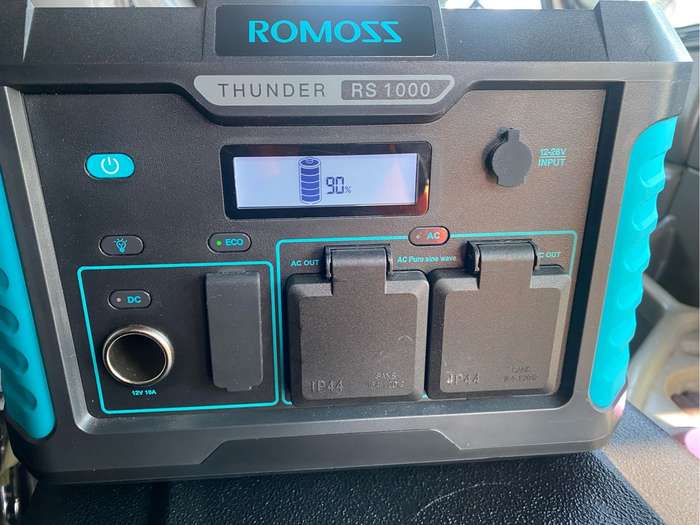 ROMOSS
THUNDER RS 1000
90%
12-28V
INPUT
ECO
AC
AC OUT
AC Pure sine wave
C OUT
DC
12V 10A
IP44
IP44